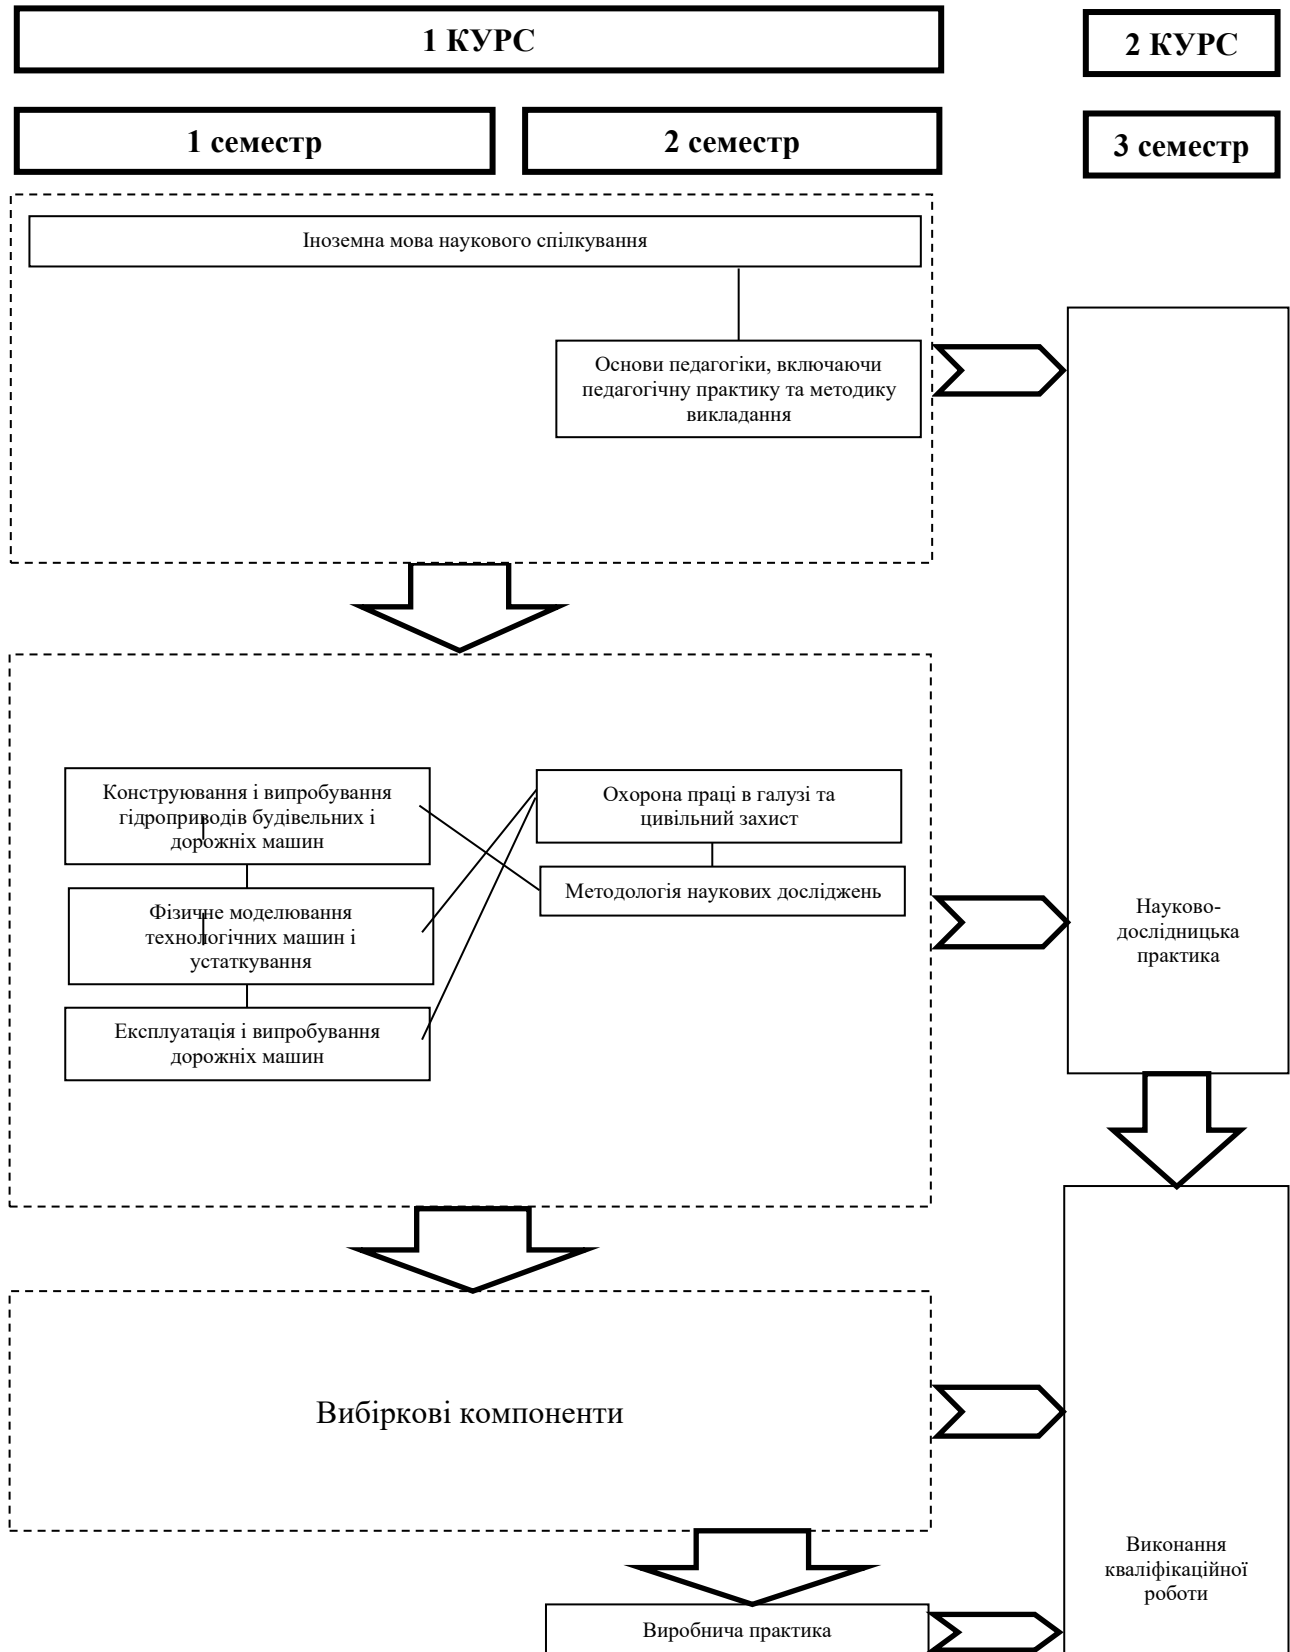 1 КУРС
2 КУРС
1 семестр
2 семестр
3 семестр
Іноземна мова наукового спілкування
Основи педагогіки, включаючи
педагогічну практику та методику
викладання
Конструювання і випробування
гідроприводів будівельних і
дорожніх машин
Охорона праці в галузі та
цивільний захист
Методологія наукових досліджень
Фізичне моделювання
технологічних машин і
устаткування
Експлуатація і випробування
дорожніх машин
Науково-
дослідницька
практика
Вибіркові компоненти
Виконання
кваліфікаційної
роботи
Виробнича практика